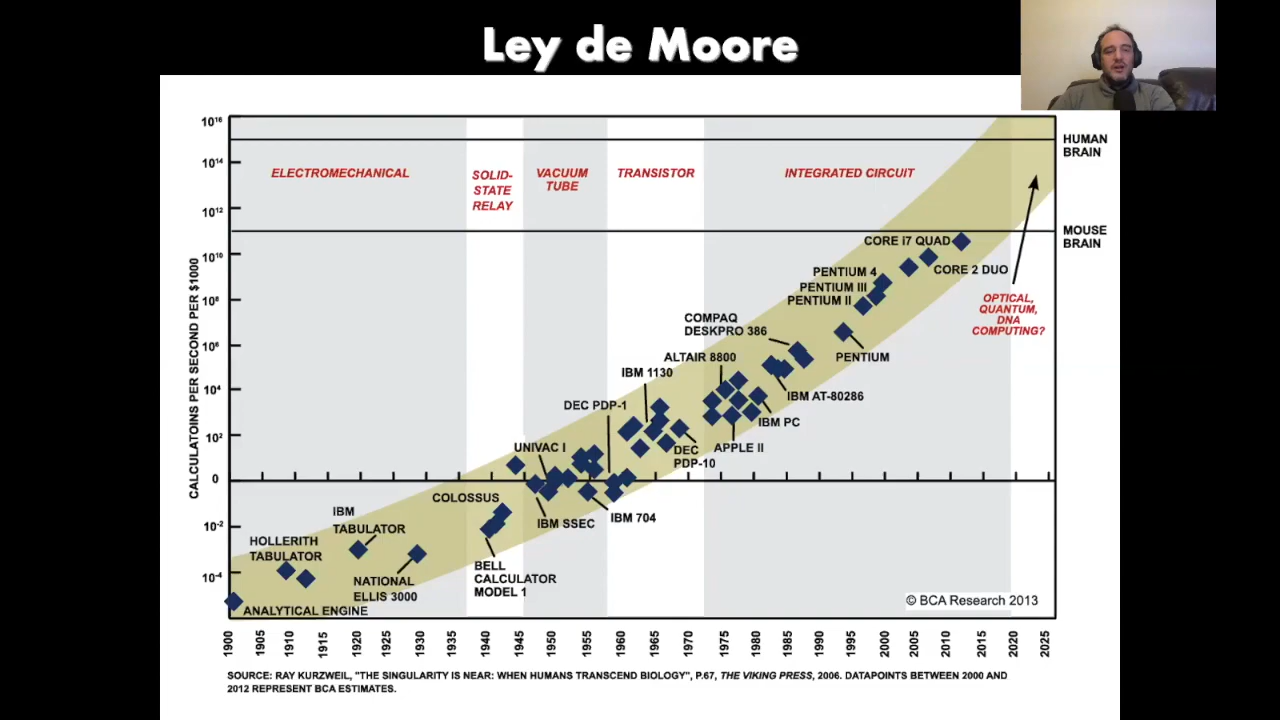 Ley de Moore
10¹⁶
10¹⁴
10¹²
10¹⁰
10⁸
10⁶
10⁴
10²
0
10⁻²
10⁻⁴
CALCULATOINS PER SECOND PER $1000
ELECTROMECHANICAL
SOLID-
STATE
RELAY
VACUUM
TUBE
TRANSISTOR
INTEGRATED CIRCUIT
HUMAN
BRAIN
MOUSE
BRAIN
OPTICAL,
QUANTUM,
DNA
COMPUTING?
CORE i7 QUAD
CORE 2 DUO
PENTIUM 4
PENTIUM III
PENTIUM II
PENTIUM
COMPAQ
DESKPRO 386
ALTAIR 8800
IBM 1130
IBM AT-80286
DEC PDP-1
IBM PC
UNIVAC I
DEC
PDP-10
APPLE II
COLOSSUS
IBM SSEC
IBM 704
IBM
TABULATOR
HOLLERITH
TABULATOR
NATIONAL
ELLIS 3000
BELL
CALCULATOR
MODEL 1
ANALYTICAL ENGINE
© BCA Research 2013
1900 1905 1910 1915 1920 1925 1930 1935 1940 1945 1950 1955 1960 1965 1970 1975 1980 1985 1990 1995 2000 2005 2010 2015 2020 2025
SOURCE: RAY KURZWEIL, "THE SINGULARITY IS NEAR: WHEN HUMANS TRANSCEND BIOLOGY", P.67, THE VIKING PRESS, 2006. DATAPOINTS BETWEEN 2000 AND
2012 REPRESENT BCA ESTIMATES.